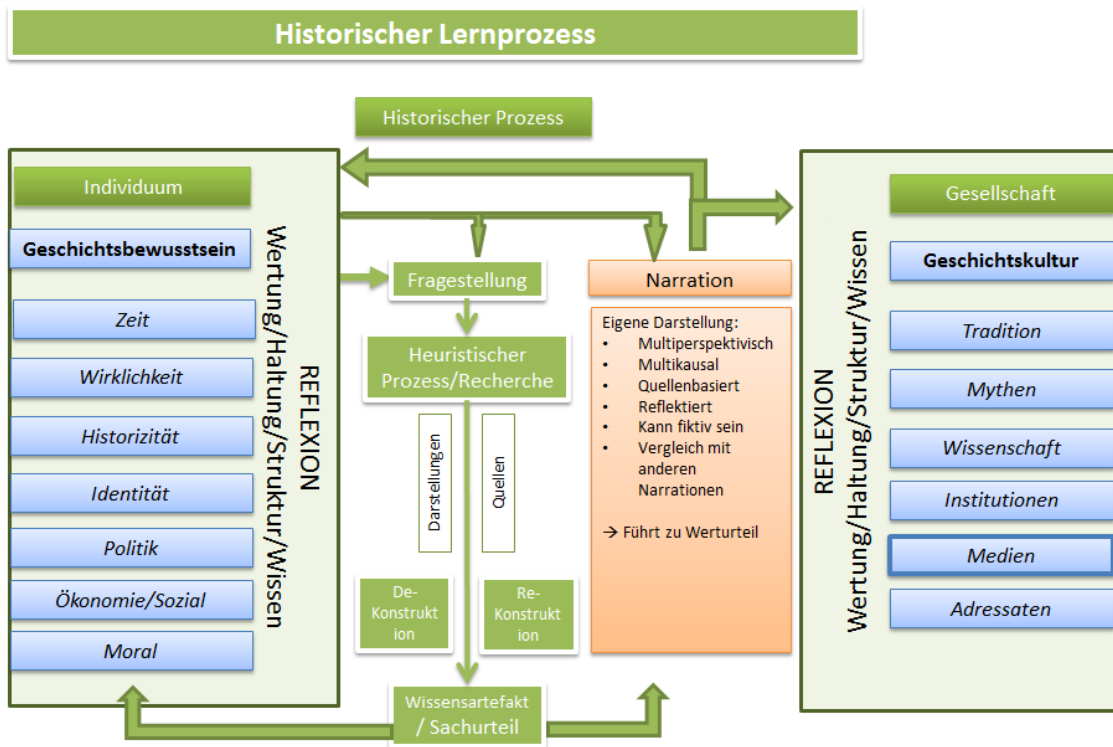 Historischer Lernprozess
Historischer Prozess
Individuum
Geschichtsbewusstsein
Zeit
Wirklichkeit
Historizität
Identität
Politik
Ökonomie/Sozial
Moral
REFLEXION
Wertung/Haltung/Struktur/Wissen
Fragestellung
Heuristischer
Prozess/Recherche
Darstellungen
Quellen
De-
Konstrukt
ion
Re-
Konstrukt
ion
Wissensartefakt
/ Sachurteil
Narration
Eigene Darstellung:
• Multiperspektivisch
• Multikausal
• Quellenbasiert
• Reflektiert
• Kann fiktiv sein
• Vergleich mit
anderen
Narrationen
→ Führt zu Werturteil
REFLEXION
Wertung/Haltung/Struktur/Wissen
Gesellschaft
Geschichtskultur
Tradition
Mythen
Wissenschaft
Institutionen
Medien
Adressaten